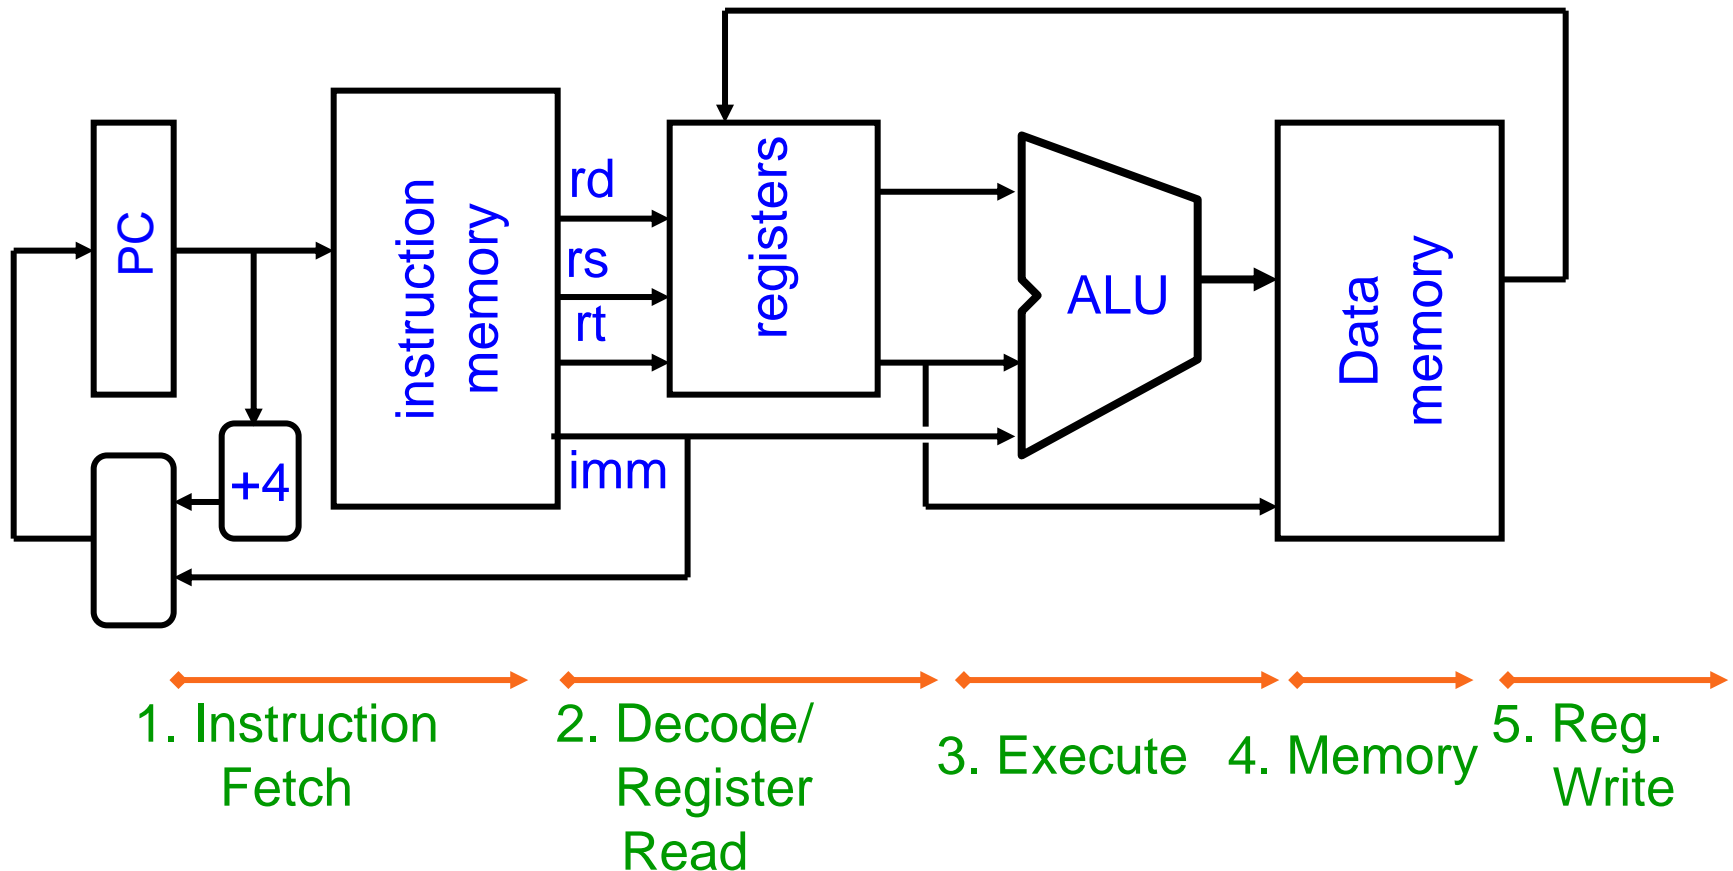 PC
+4
instruction
memory
rd
rs
rt
imm
registers
ALU
Data
memory
1. Instruction
Fetch
2. Decode/
Register
Read
3. Execute
4. Memory
5. Reg.
Write